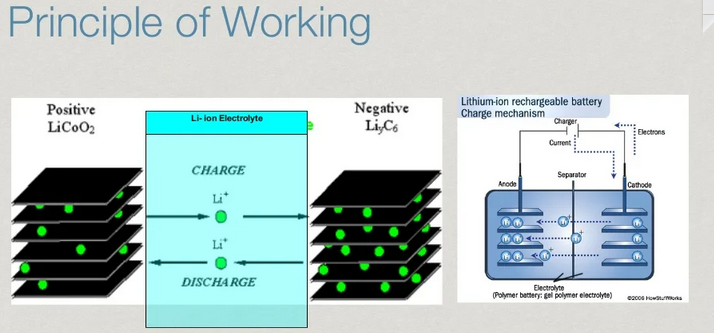 Principle of Working
Positive
LiCoO2
Li- ion Electrolyte
Negative
LiyC6
CHARGE
Li+
Li+
DISCHARGE
Lithium-ion rechargeable battery
Charge mechanism
Charger
Electrons
Current
Separator
Anode
Cathode
Electrolyte
(Polymer battery: gel polymer electrolyte)
©2006 HowStuffWorks